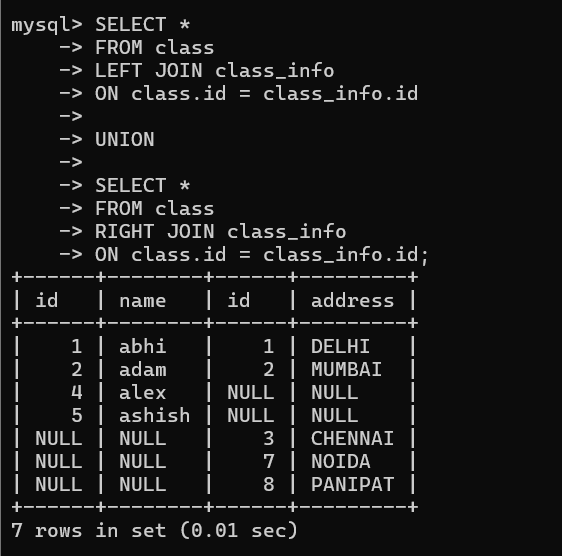 mysql> SELECT *
    -> FROM class
    -> LEFT JOIN class_info
    -> ON class.id = class_info.id
    ->
    -> UNION
    ->
    -> SELECT *
    -> FROM class
    -> RIGHT JOIN class_info
    -> ON class.id = class_info.id;
+------+--------+------+---------+
| id   | name   | id   | address |
+------+--------+------+---------+
|    1 | abhi   |    1 | DELHI   |
|    2 | adam   |    2 | MUMBAI  |
|    4 | alex   | NULL | NULL    |
|    5 | ashish | NULL | NULL    |
| NULL | NULL   |    3 | CHENNAI |
| NULL | NULL   |    7 | NOIDA   |
| NULL | NULL   |    8 | PANIPAT |
+------+--------+------+---------+
7 rows in set (0.01 sec)